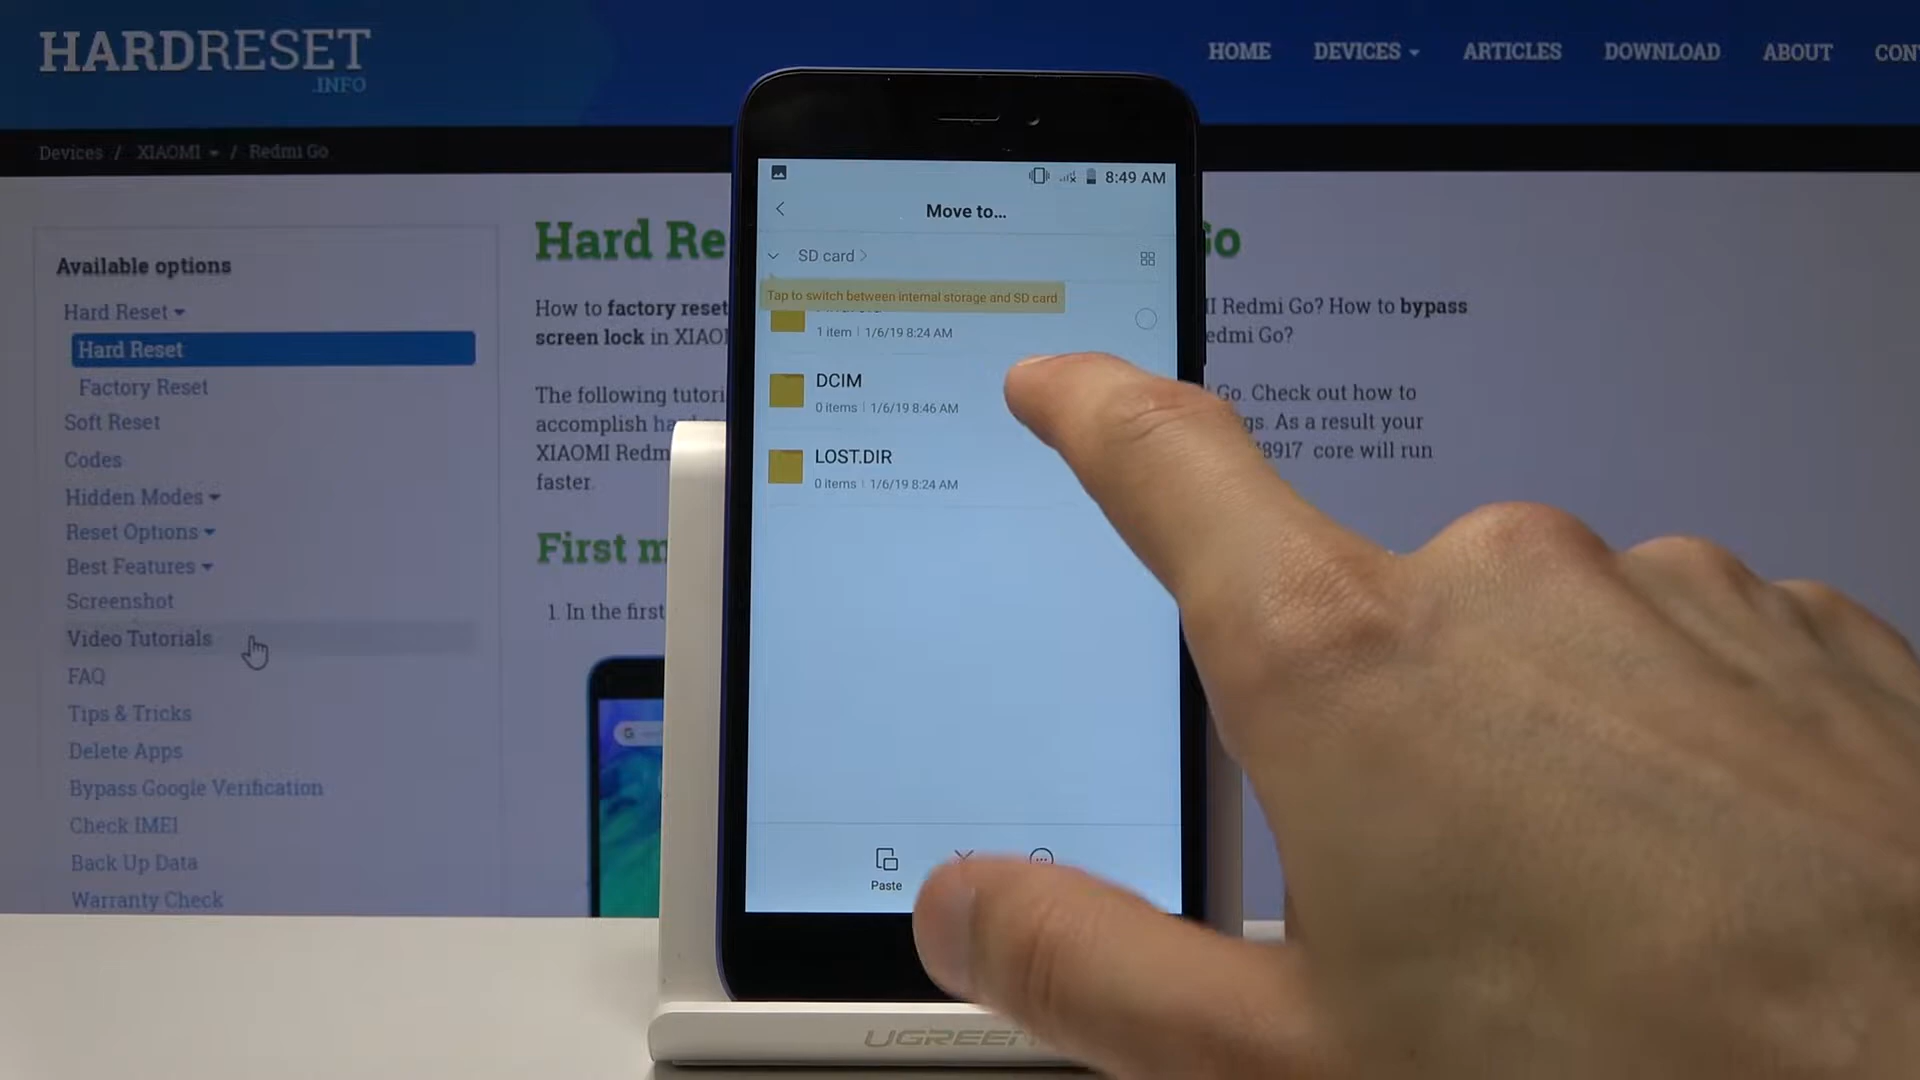 HARDRESET
.INFO
HOME DEVICES ARTICLES DOWNLOAD ABOUT
Devices / XIAOMI / Redmi Go
Available options
Hard Reset
Hard Reset
Factory Reset
Soft Reset
Codes
Hidden Modes
Reset Options
Best Features
Screenshot
Video Tutorials
FAQ
Tips & Tricks
Delete Apps
Bypass Google Verification
Check IMEI
Back Up Data
Warranty Check
Hard Re
How to factory reset
screen lock in XIAO
The following tutori
accomplish ha
XIAOMI Redm
faster.
First m
1. In the first
8:49 AM
Move to...
SD card >
Tap to switch between internal storage and SD card
1 item | 1/6/19 8:24 AM
DCIM
0 items | 1/6/19 8:46 AM
LOST.DIR
0 items | 1/6/19 8:24 AM
Paste
Go
I Redmi Go? How to bypass
edmi Go?
Go. Check out how to
gs. As a result your
8917 core will run
UGREEN